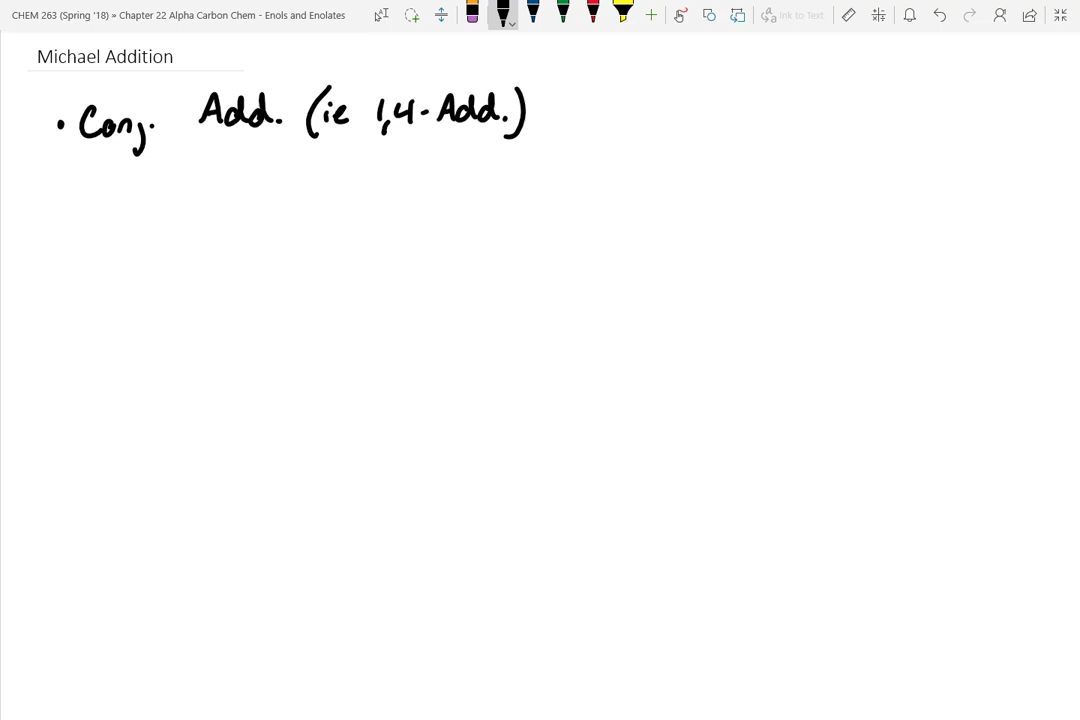 CHEM 263 (Spring '18) » Chapter 22 Alpha Carbon Chem - Enols and Enolates
Ink to Text
Michael Addition
• Conj. Add. (ie 1,4-Add.)